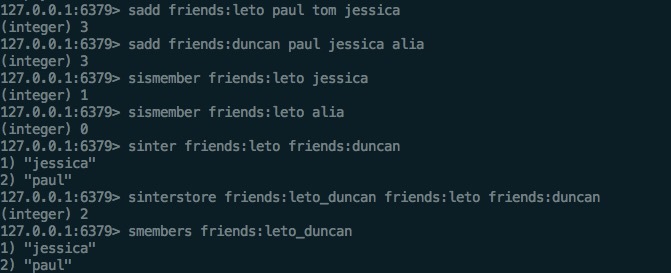 127.0.0.1:6379> sadd friends:leto paul tom jessica
(integer) 3
127.0.0.1:6379> sadd friends:duncan paul jessica alia
(integer) 3
127.0.0.1:6379> sismember friends:leto jessica
(integer) 1
127.0.0.1:6379> sismember friends:leto alia
(integer) 0
127.0.0.1:6379> sinter friends:leto friends:duncan
1) "jessica"
2) "paul"
127.0.0.1:6379> sinterstore friends:leto_duncan friends:leto friends:duncan
(integer) 2
127.0.0.1:6379> smembers friends:leto_duncan
1) "jessica"
2) "paul"